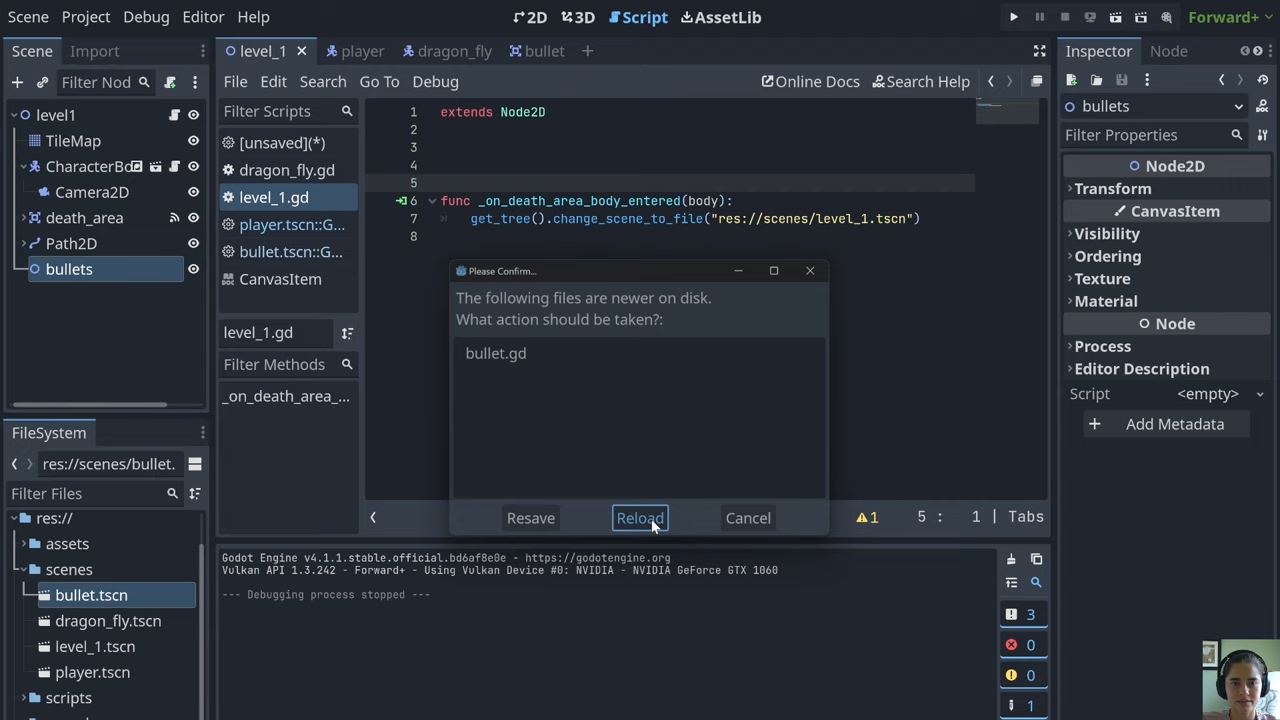 Scene Project Debug Editor Help
2D 3D Script AssetLib
Forward+
Scene Import
level_1 player dragon_fly bullet
Inspector Node
Filter Nod
File Edit Search Go To Debug
Online Docs Search Help
level1
TileMap
CharacterBo
Camera2D
death_area
Path2D
bullets
Filter Scripts
[unsaved](*)
dragon_fly.gd
level_1.gd
player.tscn::G...
bullet.tscn::G...
CanvasItem
level_1.gd
Filter Methods
_on_death_area_...
1 extends Node2D
2
3
4
5
6 func _on_death_area_body_entered(body):
7 get_tree().change_scene_to_file("res://scenes/level_1.tscn")
8
Please Confirm...
The following files are newer on disk.
What action should be taken?:
bullet.gd
Resave Reload Cancel
1 5 : 1 | Tabs
bullets
Filter Properties
Node2D
Transform
CanvasItem
Visibility
Ordering
Texture
Material
Node
Process
Editor Description
Script <empty>
Add Metadata
FileSystem
res://scenes/bullet.
Filter Files
res://
assets
scenes
bullet.tscn
dragon_fly.tscn
level_1.tscn
player.tscn
scripts
Godot Engine v4.1.1.stable.official.bd6af8e0e - https://godotengine.org
Vulkan API 1.3.242 - Forward+ - Using Vulkan Device #0: NVIDIA - NVIDIA GeForce GTX 1060
--- Debugging process stopped ---
3
0
0
1